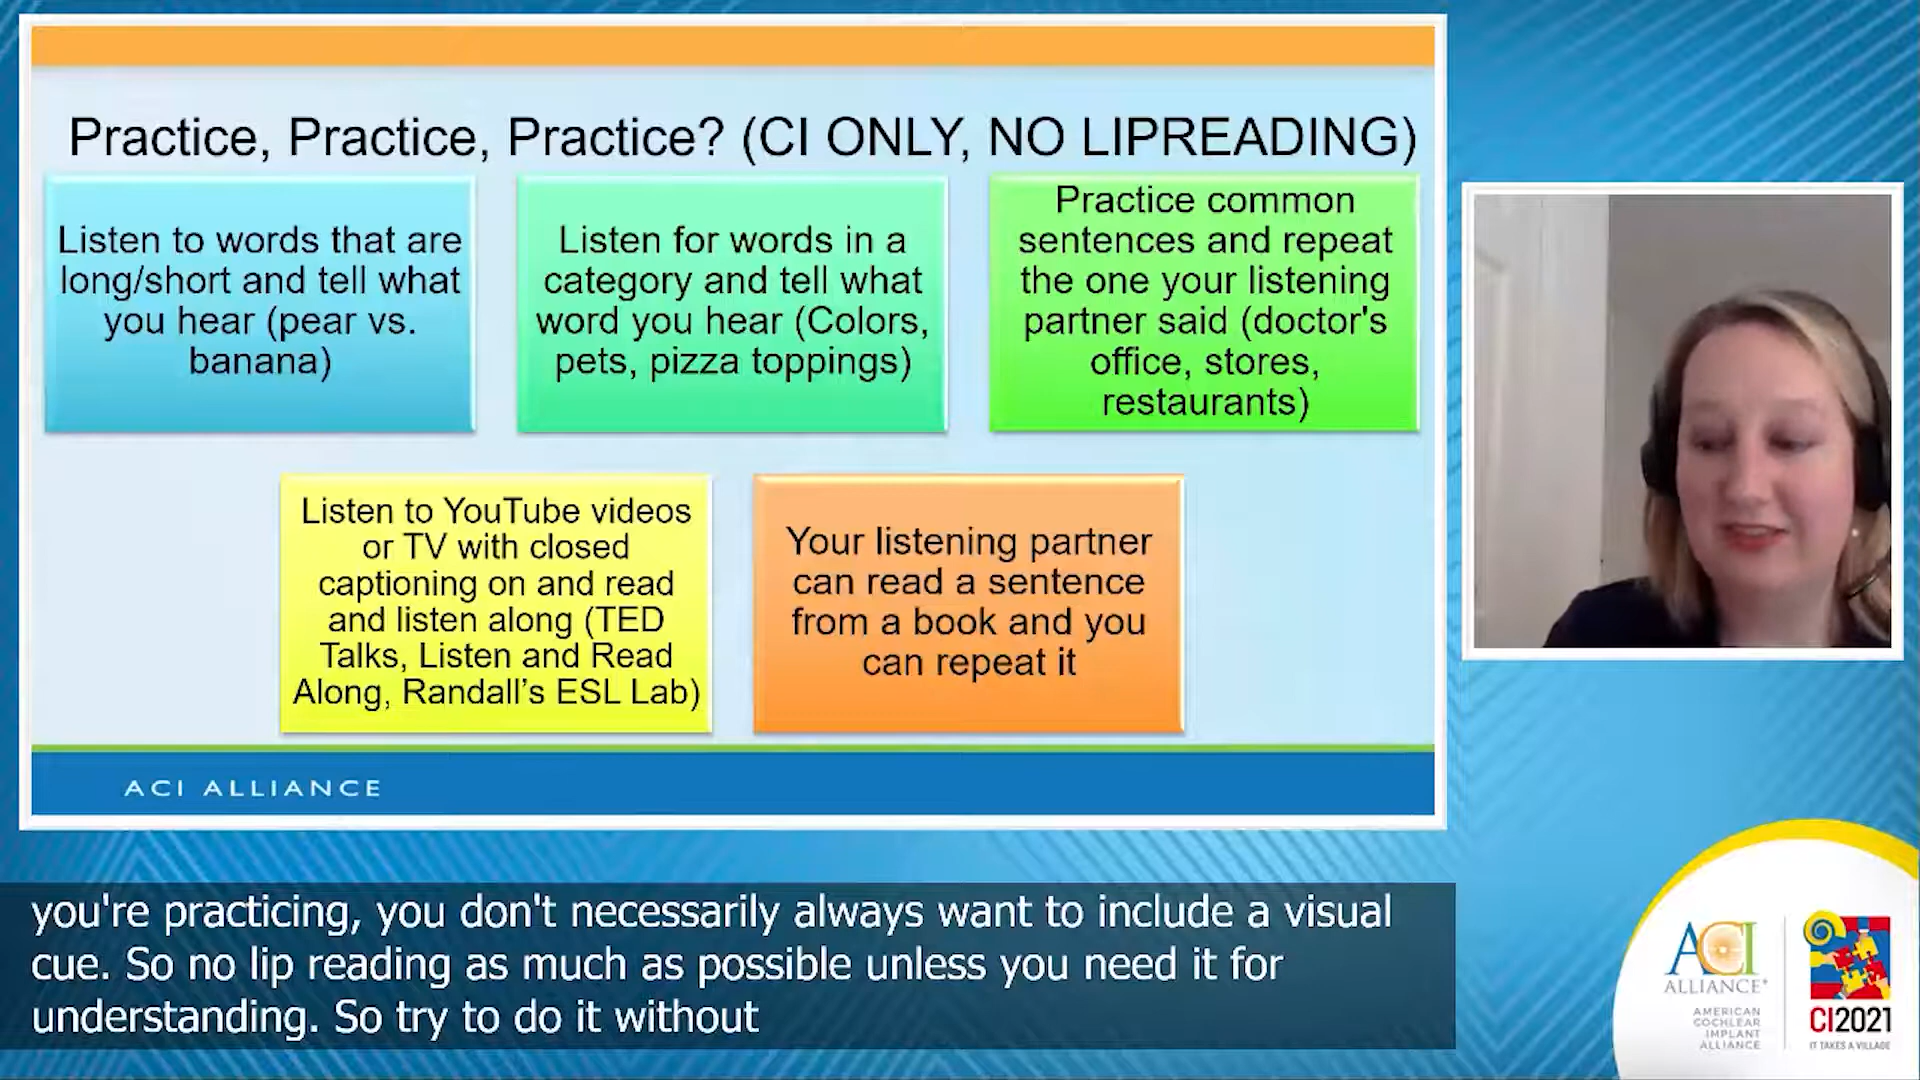 Practice, Practice, Practice? (CI ONLY, NO LIPREADING)
Listen to words that are
long/short and tell what
you hear (pear vs.
banana)
Listen for words in a
category and tell what
word you hear (Colors,
pets, pizza toppings)
Practice common
sentences and repeat
the one your listening
partner said (doctor's
office, stores,
restaurants)
Listen to YouTube videos
or TV with closed
captioning on and read
and listen along (TED
Talks, Listen and Read
Along, Randall’s ESL Lab)
Your listening partner
can read a sentence
from a book and you
can repeat it
ACI ALLIANCE
you're practicing, you don't necessarily always want to include a visual
cue. So no lip reading as much as possible unless you need it for
understanding. So try to do it without
ACI
ALLIANCE
AMERICAN
COCHLEAR
IMPLANT
ALLIANCE
CI2021
IT TAKES A VILLAGE